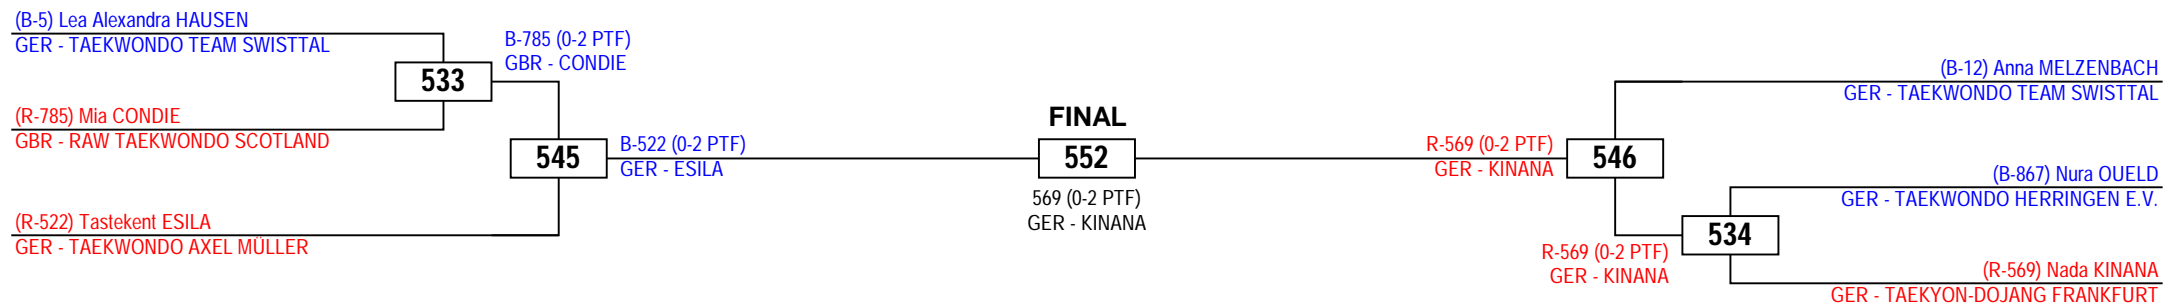 (B-5) Lea Alexandra HAUSEN
GER - TAEKWONDO TEAM SWISTTAL
533
B-785 (0-2 PTF)
GBR - CONDIE
(R-785) Mia CONDIE
GBR - RAW TAEKWONDO SCOTLAND
545
B-522 (0-2 PTF)
GER - ESILA
(R-522) Tastekent ESILA
GER - TAEKWONDO AXEL MÜLLER
FINAL
552
569 (0-2 PTF)
GER - KINANA
R-569 (0-2 PTF)
GER - KINANA
546
(B-12) Anna MELZENBACH
GER - TAEKWONDO TEAM SWISTTAL
(B-867) Nura OUELD
GER - TAEKWONDO HERRINGEN E.V.
534
R-569 (0-2 PTF)
GER - KINANA
(R-569) Nada KINANA
GER - TAEKYON-DOJANG FRANKFURT